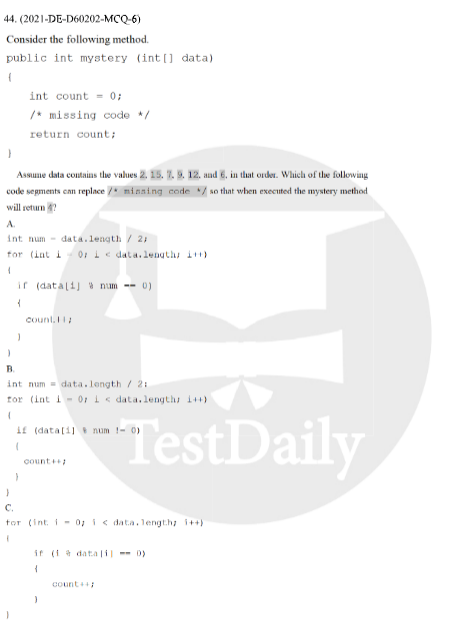 44. (2021-DE-D60202-MCQ-6)
Consider the following method.
public int mystery (int[] data)
{
int count = 0;
/* missing code */
return count;
}
Assume data contains the values 2, 15, 7, 9, 12, and 6, in that order. Which of the following
code segments can replace /* missing code */ so that when executed the mystery method
will return 4?
A.
int num = data.length / 2;
for (int i = 0; i < data.length; i++)
{
if (data[i] % num == 0)
{
count++;
}
}
B.
int num = data.length / 2;
for (int i = 0; i < data.length; i++)
{
if (data[i] % num != 0)
{
count++;
}
}
TestDaily
C.
for (int i = 0; i < data.length; i++)
{
if (i % data[i] == 0)
{
count++;
}
}